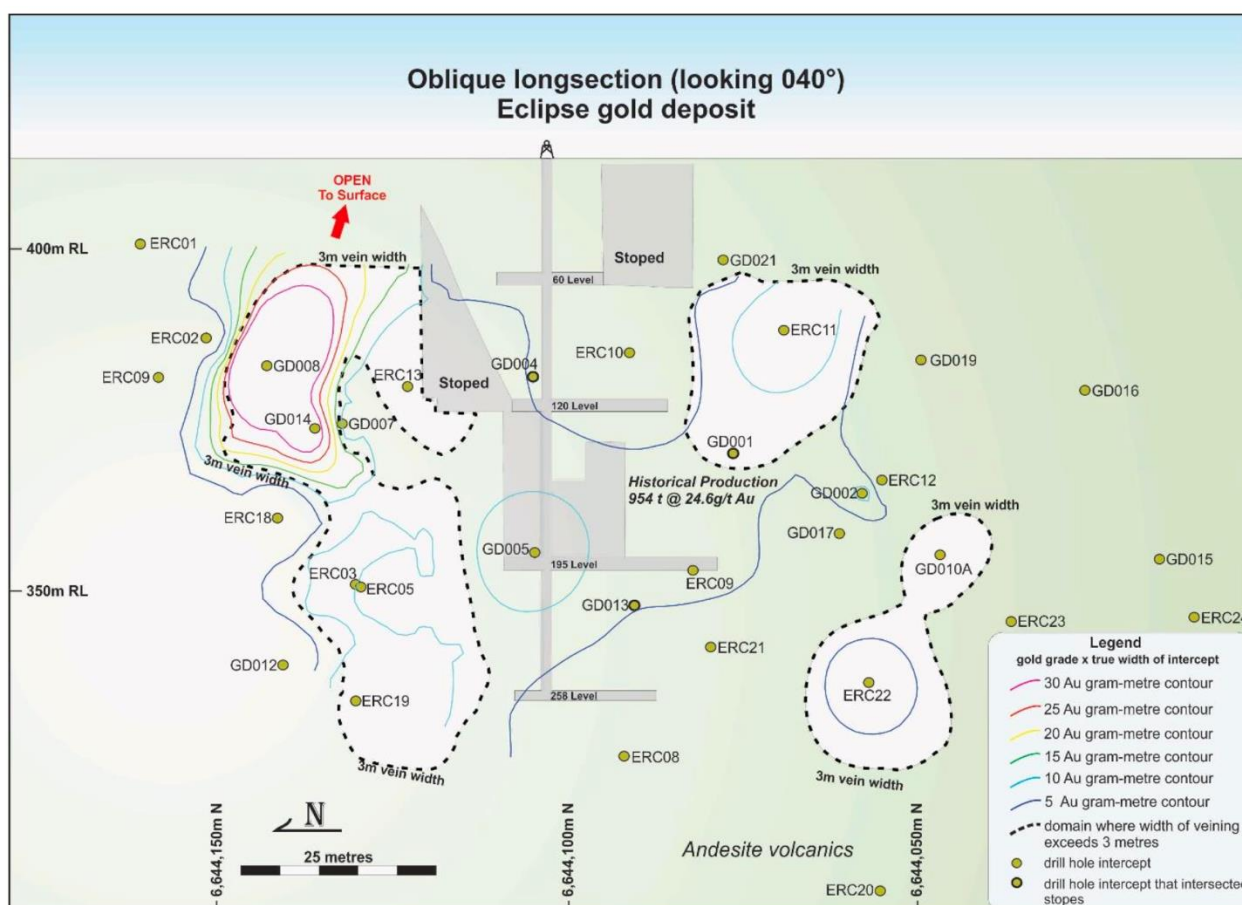 Oblique longsection (looking 040°)
Eclipse gold deposit
OPEN
To Surface
400m RL
ERC01
3m vein width
60 Level
Stoped
GD021
3m vein width
ERC02
ERC09
GD008
ERC13
GD004
ERC10
ERC11
GD019
GD016
Stoped
120 Level
GD014
GD007
GD001
3m vein width
Historical Production
954 t @ 24.6g/t Au
GD002
ERC12
ERC18
GD017
3m vein width
GD005
195 Level
ERC09
GD010A
GD015
ERC03
ERC05
350m RL
GD013
ERC23
ERC24
GD012
ERC21
ERC19
258 Level
ERC22
3m vein width
ERC08
3m vein width
N
25 metres
6,644,150m N
6,644,100m N
6,644,050m N
Andesite volcanics
ERC20
Legend
gold grade x true width of intercept
30 Au gram-metre contour
25 Au gram-metre contour
20 Au gram-metre contour
15 Au gram-metre contour
10 Au gram-metre contour
5 Au gram-metre contour
domain where width of veining
exceeds 3 metres
drill hole intercept
drill hole intercept that intersected
stopes